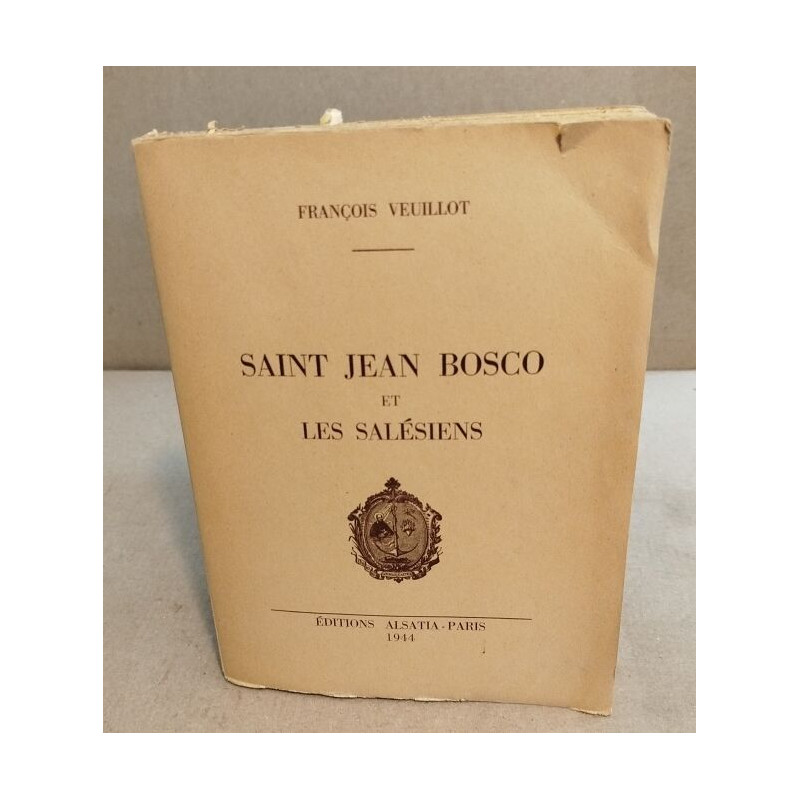 FRANÇOIS VEUILLOT
SAINT JEAN BOSCO
ET
LES SALÉSIENS
ÉDITIONS ALSATIA-PARIS
1944